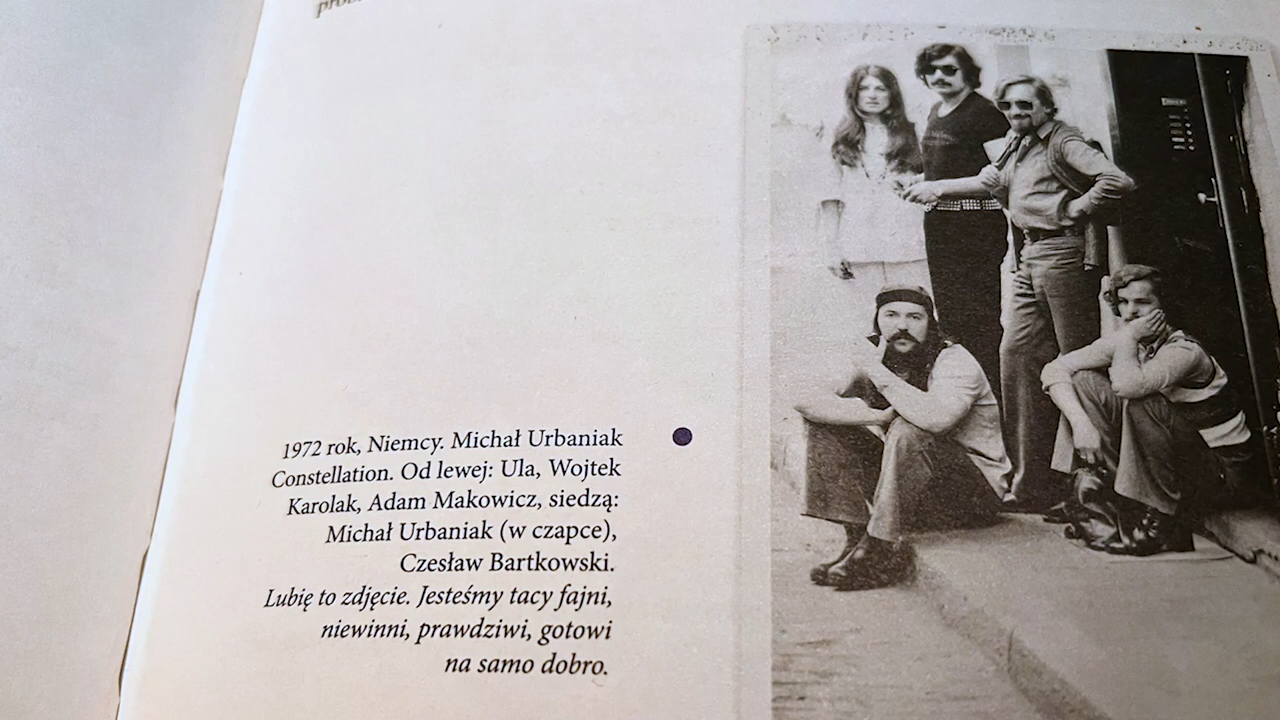 1972 rok, Niemcy. Michał Urbaniak
Constellation. Od lewej: Ula, Wojtek
Karolak, Adam Makowicz, siedzą:
Michał Urbaniak (w czapce),
Czesław Bartkowski.
Lubię to zdjęcie. Jesteśmy tacy fajni,
niewinni, prawdziwi, gotowi
na samo dobro.